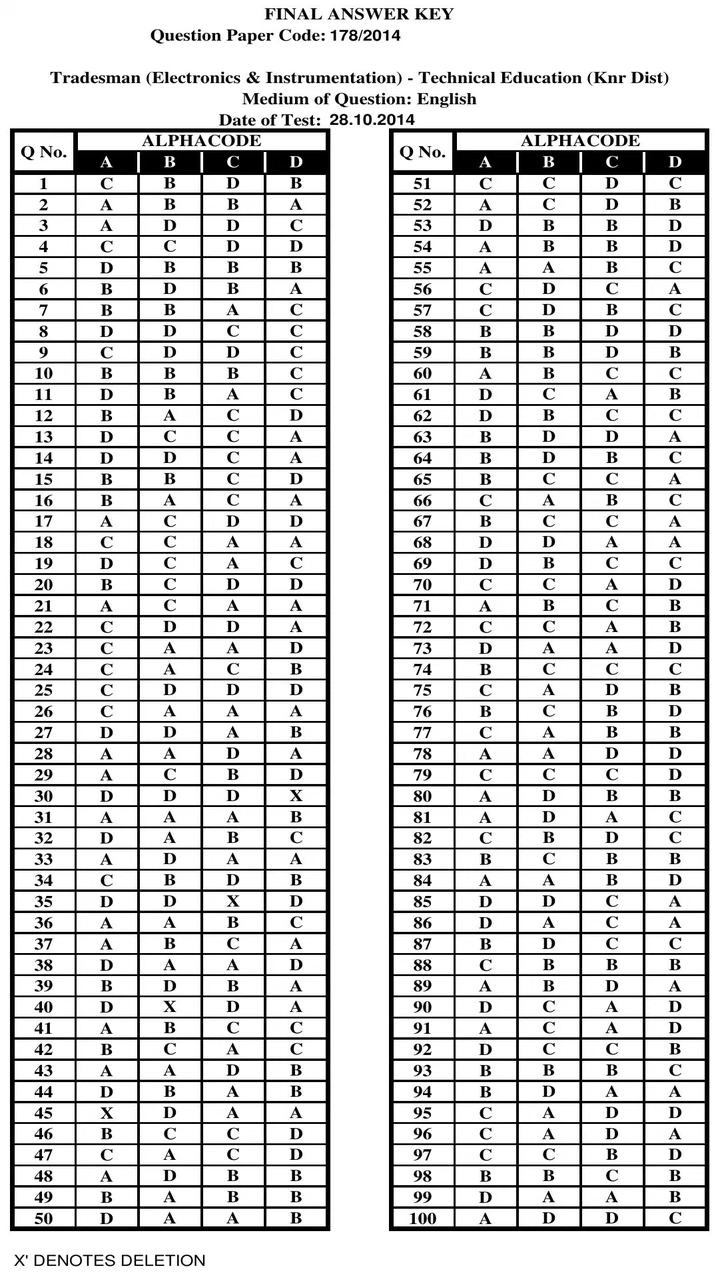 FINAL ANSWER KEY
Question Paper Code: 178/2014
Tradesman (Electronics & Instrumentation) - Technical Education (Knr Dist)
Medium of Question: English
Date of Test: 28.10.2014
Q No. ALPHACODE
A B C D
1 C B D B
2 A B B A
3 A D D C
4 C C D D
5 D B B B
6 B D B A
7 B B A C
8 D D C C
9 C D D C
10 B B B C
11 D B A C
12 B A C D
13 D C C A
14 D D C A
15 B B C D
16 B A C A
17 A C D D
18 C C A A
19 D C A C
20 B C D D
21 A C A A
22 C D D A
23 C A A D
24 C A C B
25 C D D D
26 C A A A
27 D D A B
28 A A D A
29 A C B D
30 D D D X
31 A A A B
32 D A B C
33 A D A A
34 C B D B
35 D D X D
36 A A B C
37 A B C A
38 D A A D
39 B D B A
40 D X D A
41 A B C C
42 B C A C
43 A A D B
44 D B A B
45 X D A A
46 B C C D
47 C A C D
48 A D B B
49 B A B B
50 D A A B
Q No. ALPHACODE
A B C D
51 C C D C
52 A C D B
53 D B B D
54 A B B D
55 A A B C
56 C D C A
57 C D B C
58 B B D D
59 B B D B
60 A B C C
61 D C A B
62 D B C C
63 B D D A
64 B D B C
65 B C C A
66 C A B C
67 B C C A
68 D D A A
69 D B C C
70 C C A D
71 A B C B
72 C C A B
73 D A A D
74 B C C C
75 C A D B
76 B C B D
77 C A B B
78 A A D D
79 C C C D
80 A D B B
81 A D A C
82 C B D C
83 B C B B
84 A A B D
85 D D C A
86 D A C A
87 B D C C
88 C B B B
89 A B D A
90 D C A D
91 A C A D
92 D C C B
93 B B B C
94 B D A A
95 C A D D
96 C A D A
97 C C B D
98 B B C B
99 D A A B
100 A D D C
X' DENOTES DELETION